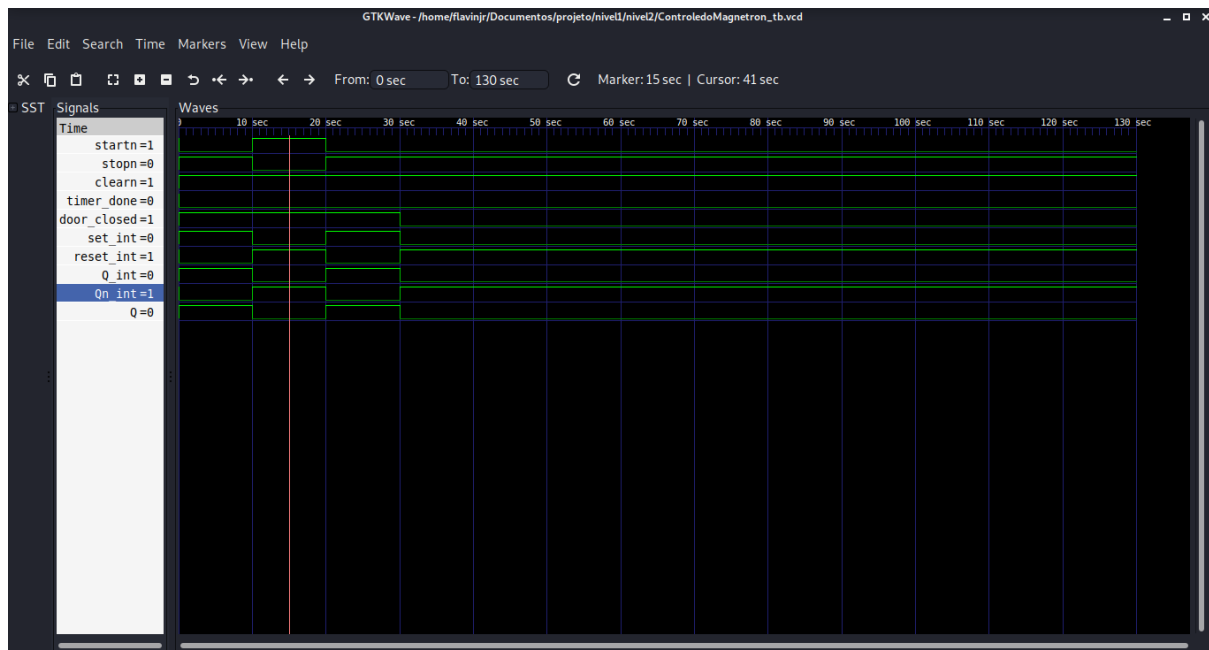 GTKWave - /home/flavinjr/Documentos/projeto/nivel1/nivel2/ControledoMagnetron_tb.vcd
File Edit Search Time Markers View Help
From: 0 sec To: 130 sec Marker: 15 sec | Cursor: 41 sec
SST Signals Waves
Time
0 10 sec 20 sec 30 sec 40 sec 50 sec 60 sec 70 sec 80 sec 90 sec 100 sec 110 sec 120 sec 130 sec
startn=1
stopn=0
clearn=1
timer_done=0
door_closed=1
set_int=0
reset_int=1
Q_int=0
Qn_int=1
Q=0